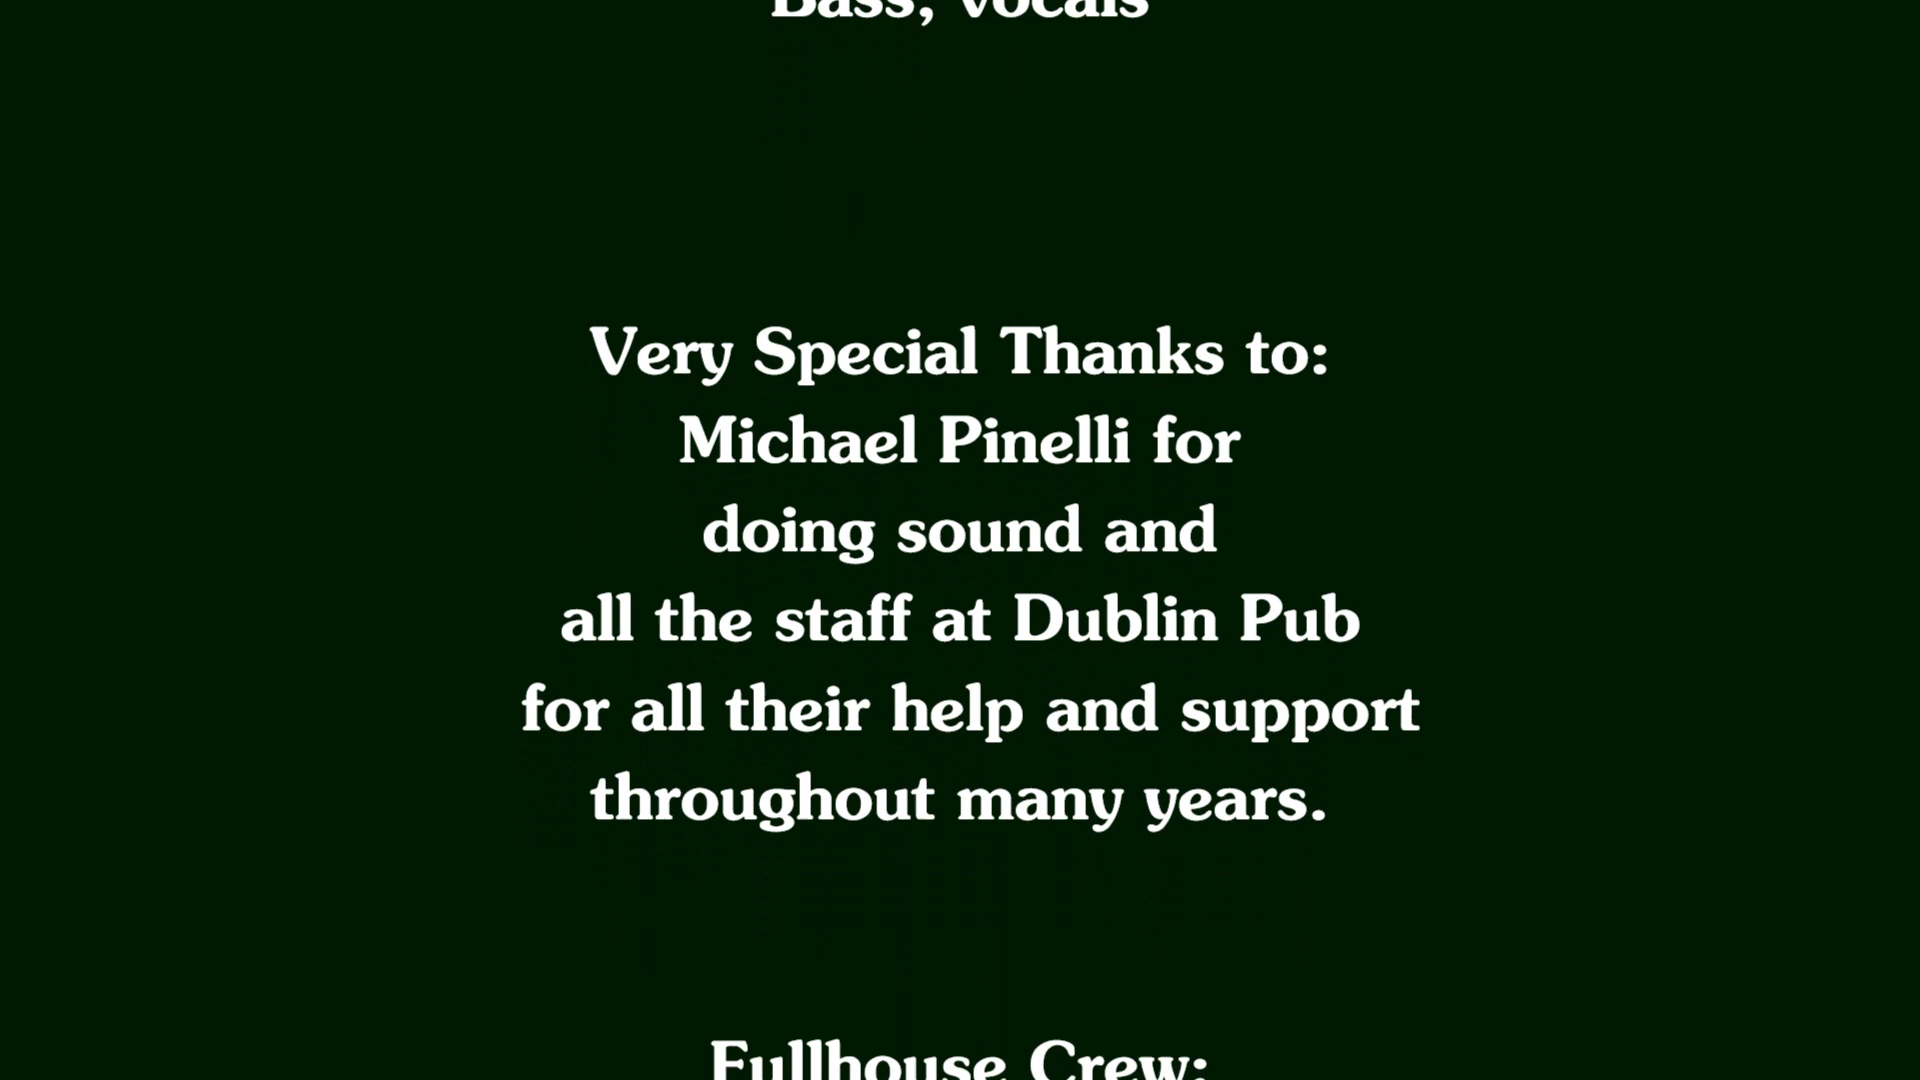 Bass, Vocals
Very Special Thanks to:
Michael Pinelli for
doing sound and
all the staff at Dublin Pub
for all their help and support
throughout many years.
Fullhouse Crew: